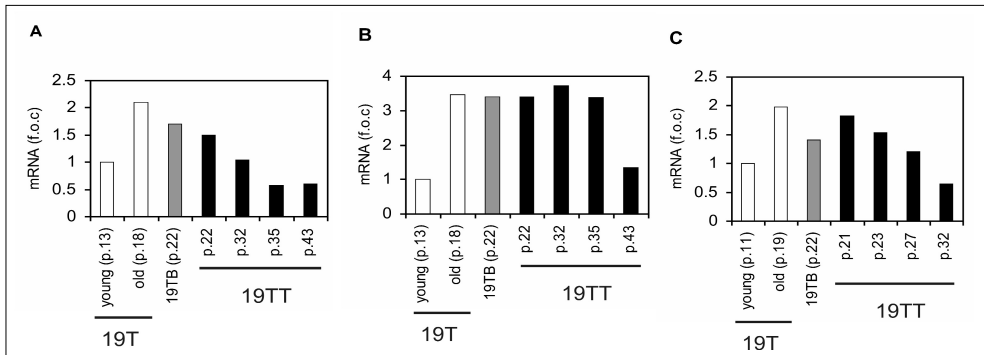 A
mRNA (f.o.c)
2.5
2
1.5
1
0.5
0
young (p.13)
old (p.18)
19TB (p.22)
p.22
p.32
p.35
p.43
19TT
19T
B
mRNA (f.o.c)
4
3
2
1
0
young (p.13)
old (p.18)
19TB (p.22)
p.22
p.32
p.35
p.43
19TT
19T
C
mRNA (f.o.c)
2.5
2
1.5
1
0.5
0
young (p.11)
old (p.19)
19TB (p.22)
p.21
p.23
p.27
p.32
19TT
19T